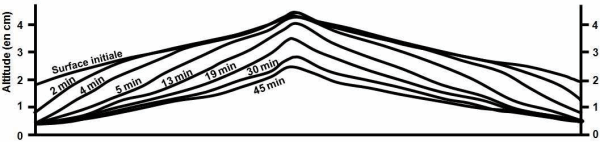 Altitude (en cm)
4
3
2
1
0
Surface initiale
2 min
4 min
5 min
13 min
19 min
30 min
45 min
4
3
2
1
0